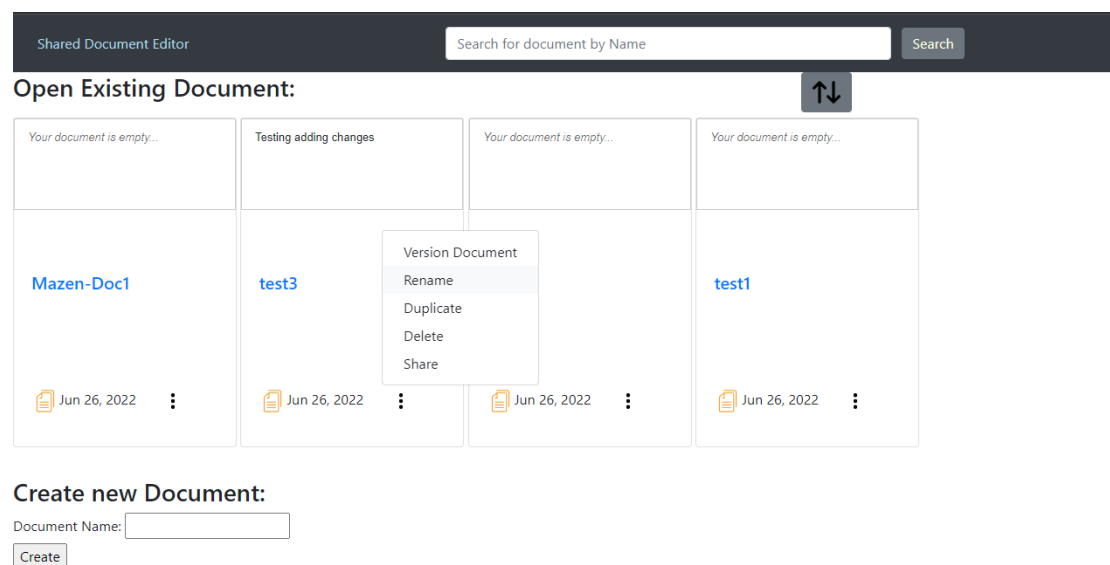 Shared Document Editor
Search for document by Name
Search
Open Existing Document:
Your document is empty...
Testing adding changes
Your document is empty...
Your document is empty...
Version Document
Rename
Duplicate
Delete
Share
Mazen-Doc1
test3
test1
Jun 26, 2022
Jun 26, 2022
Jun 26, 2022
Jun 26, 2022
Create new Document:
Document Name:
Create